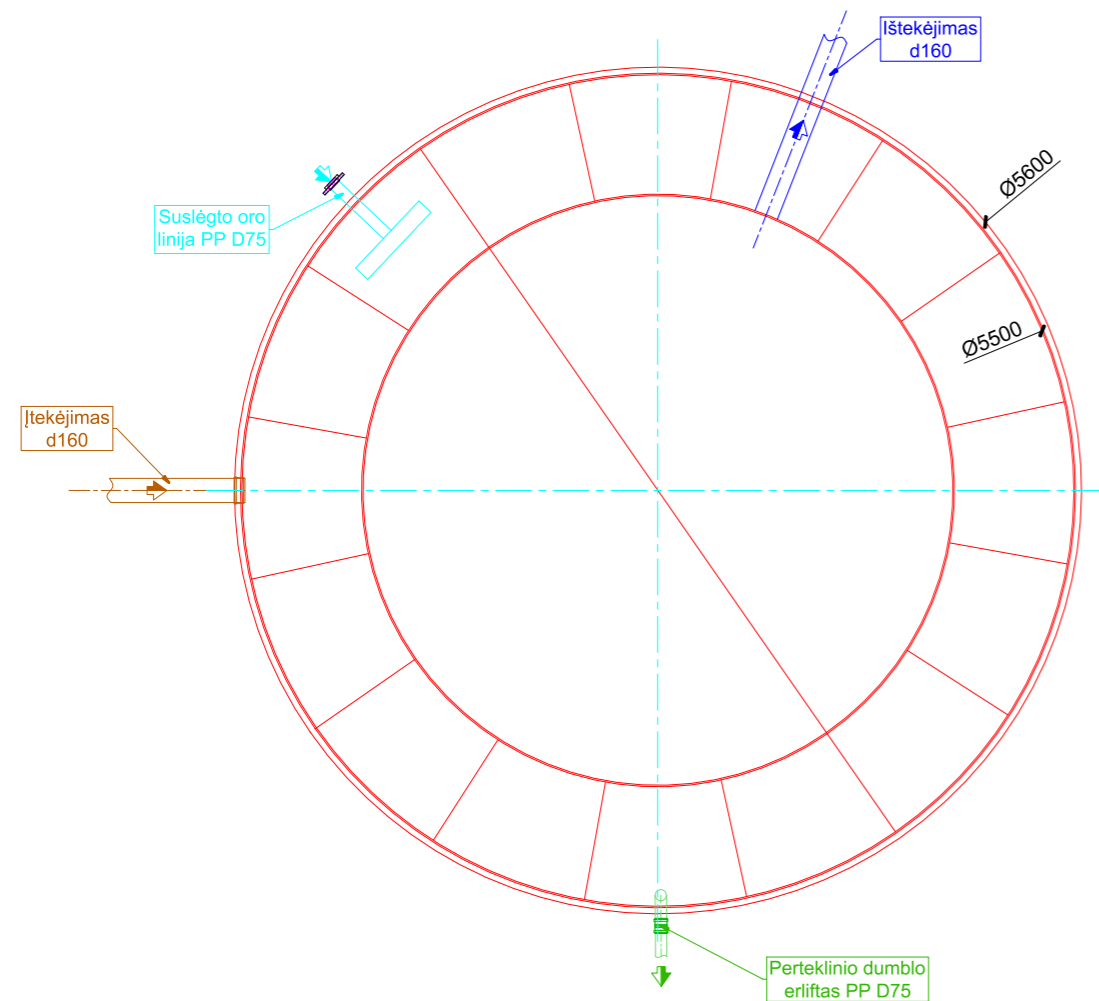 Ištekėjimas
d160
Ø5600
Suslėgto oro
linija PP D75
Ø5500
Įtekėjimas
d160
Perteklinio dumblo
erliftas PP D75